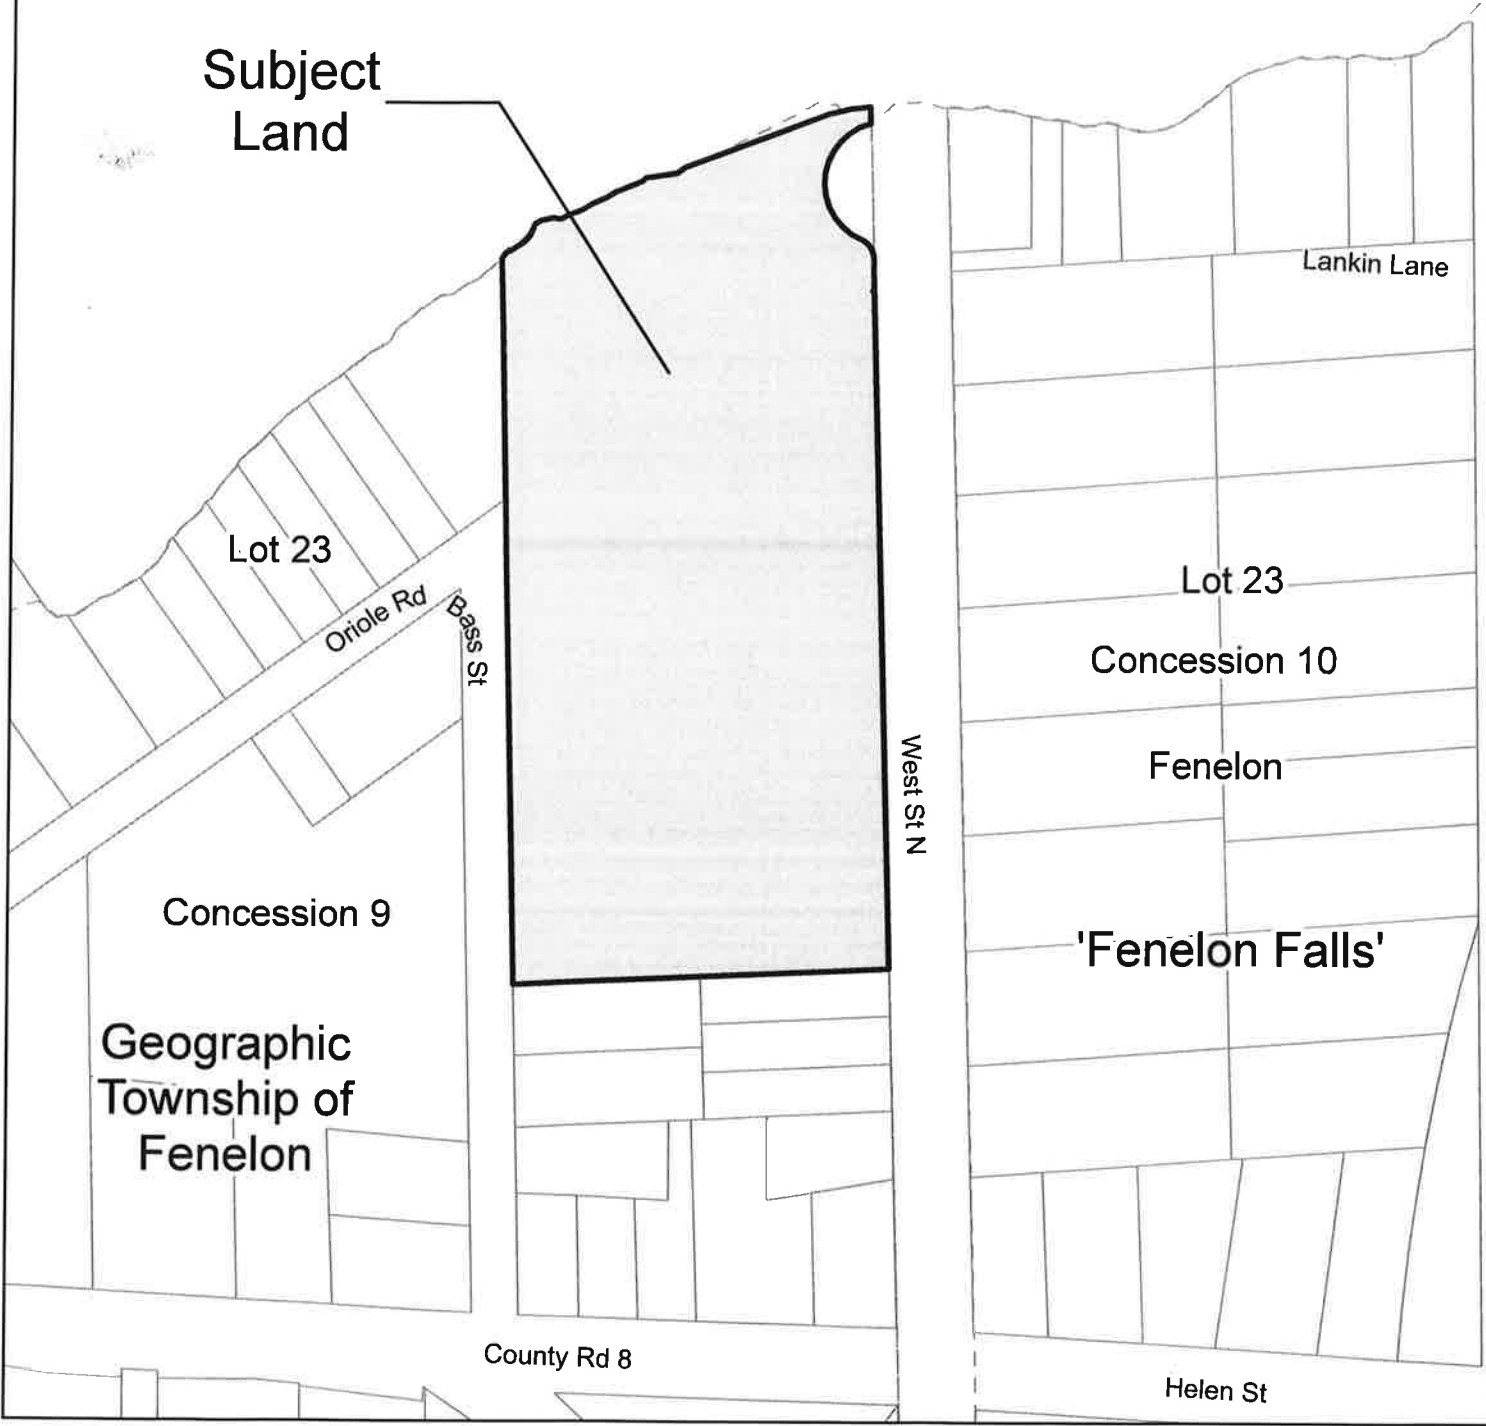 Subject
Land
Lankin Lane
Lot 23
Oriole Rd
Bass St
Lot 23
Concession 10
West St N
Fenelon
Concession 9
'Fenelon Falls'
Geographic
Township of
Fenelon
County Rd 8
Helen St